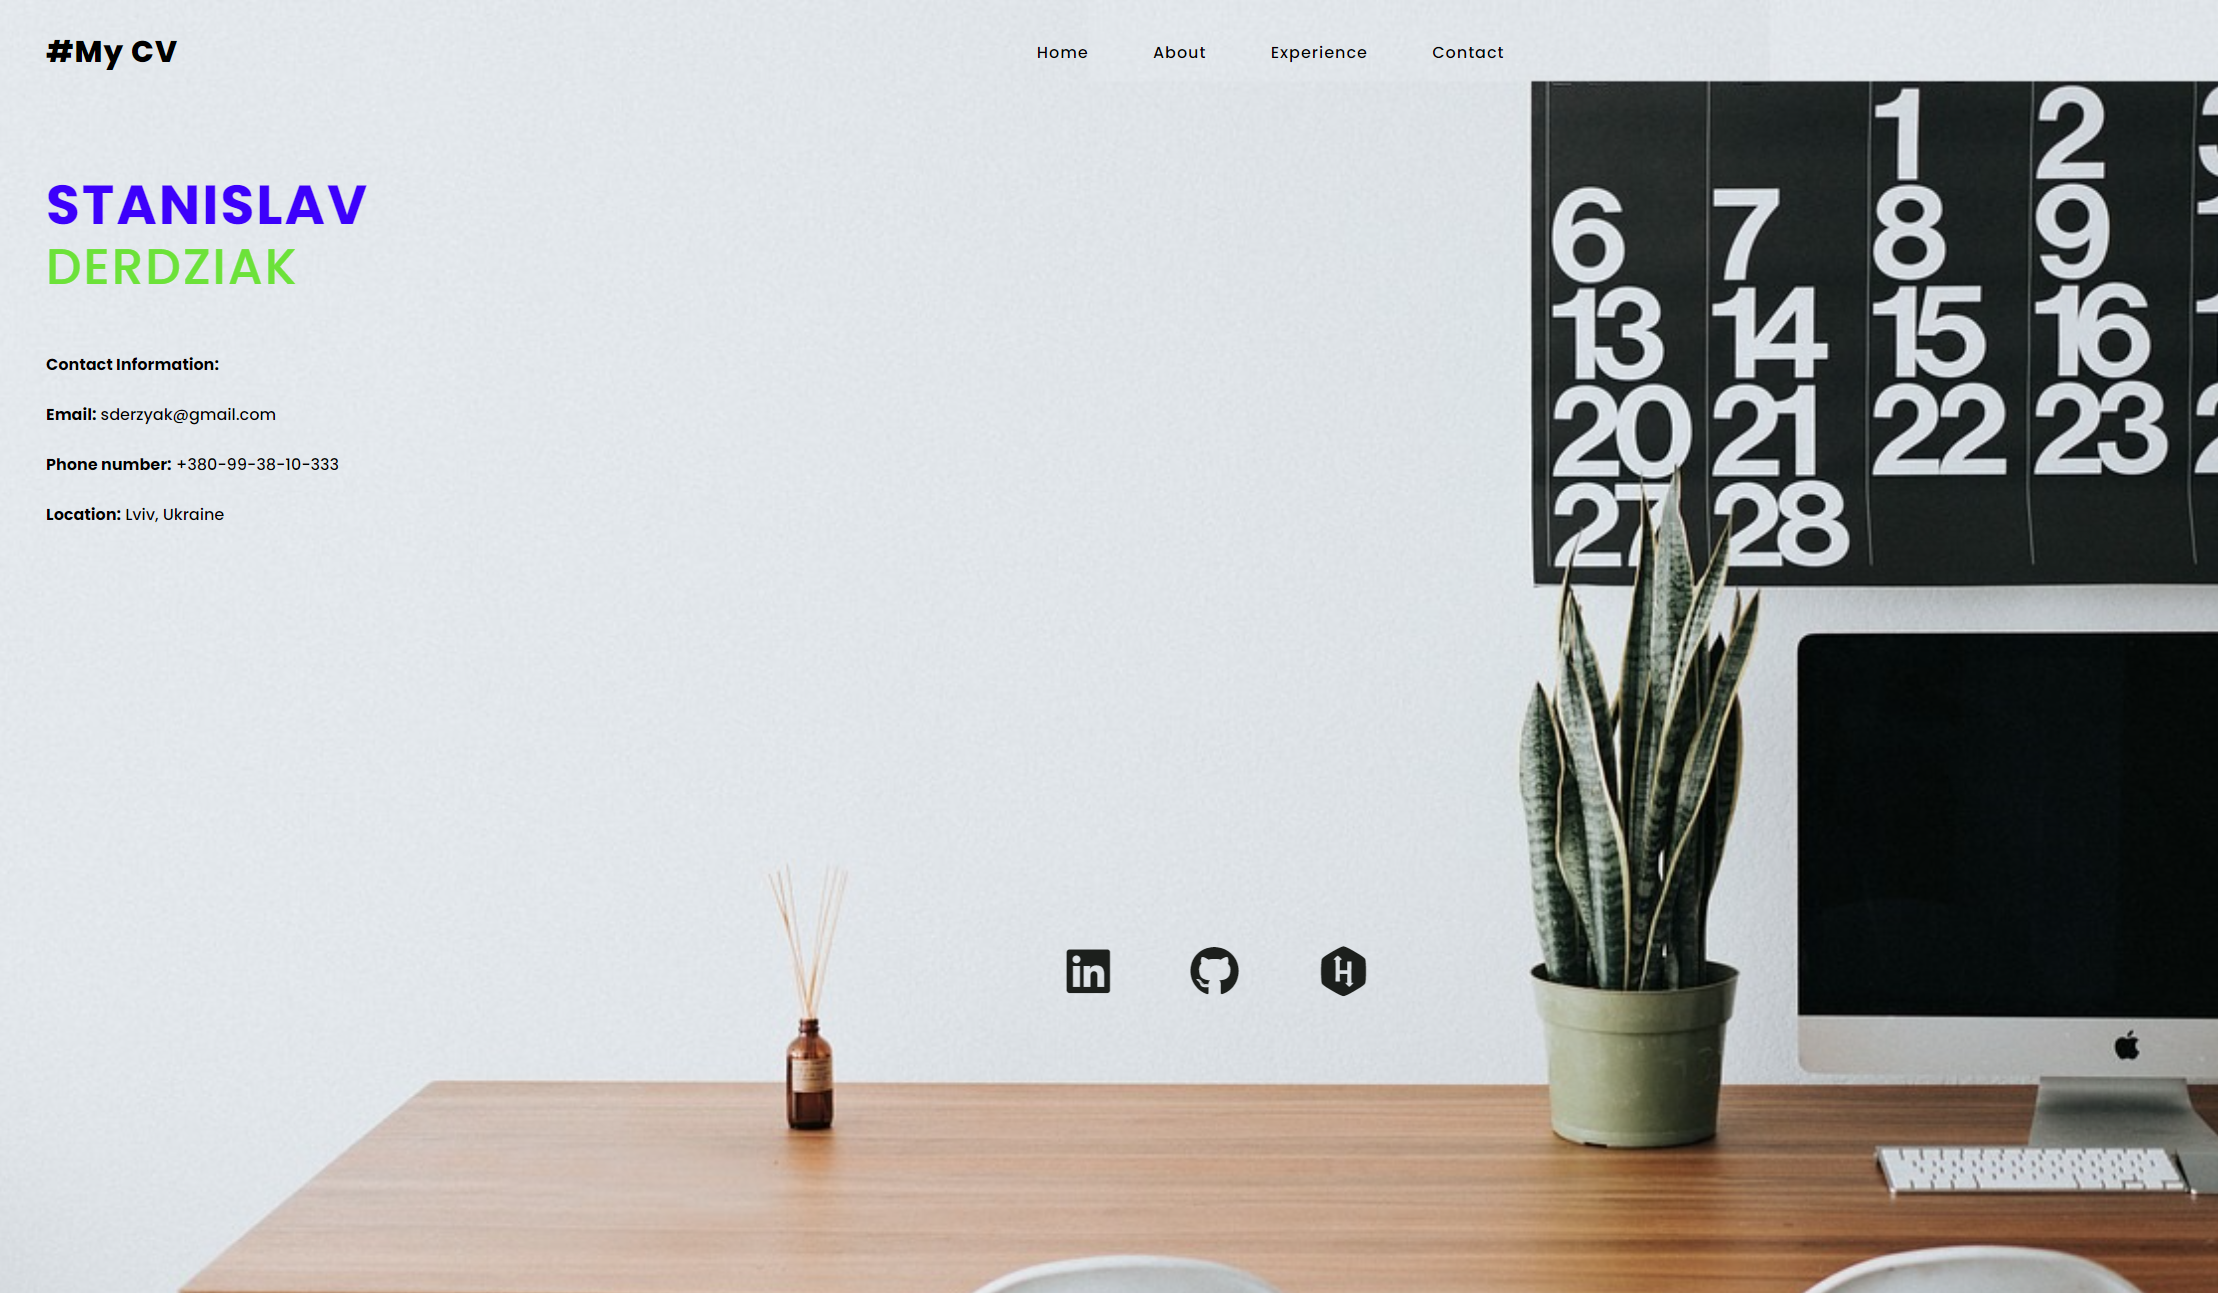 #My CV
Home About Experience Contact
STANISLAV
DERDZIAK
Contact Information:
Email: sderzyak@gmail.com
Phone number: +380-99-38-10-333
Location: Lviv, Ukraine
1 2
6 7 8 9
13 14 15 16
20 21 22 23
27 28
in
H